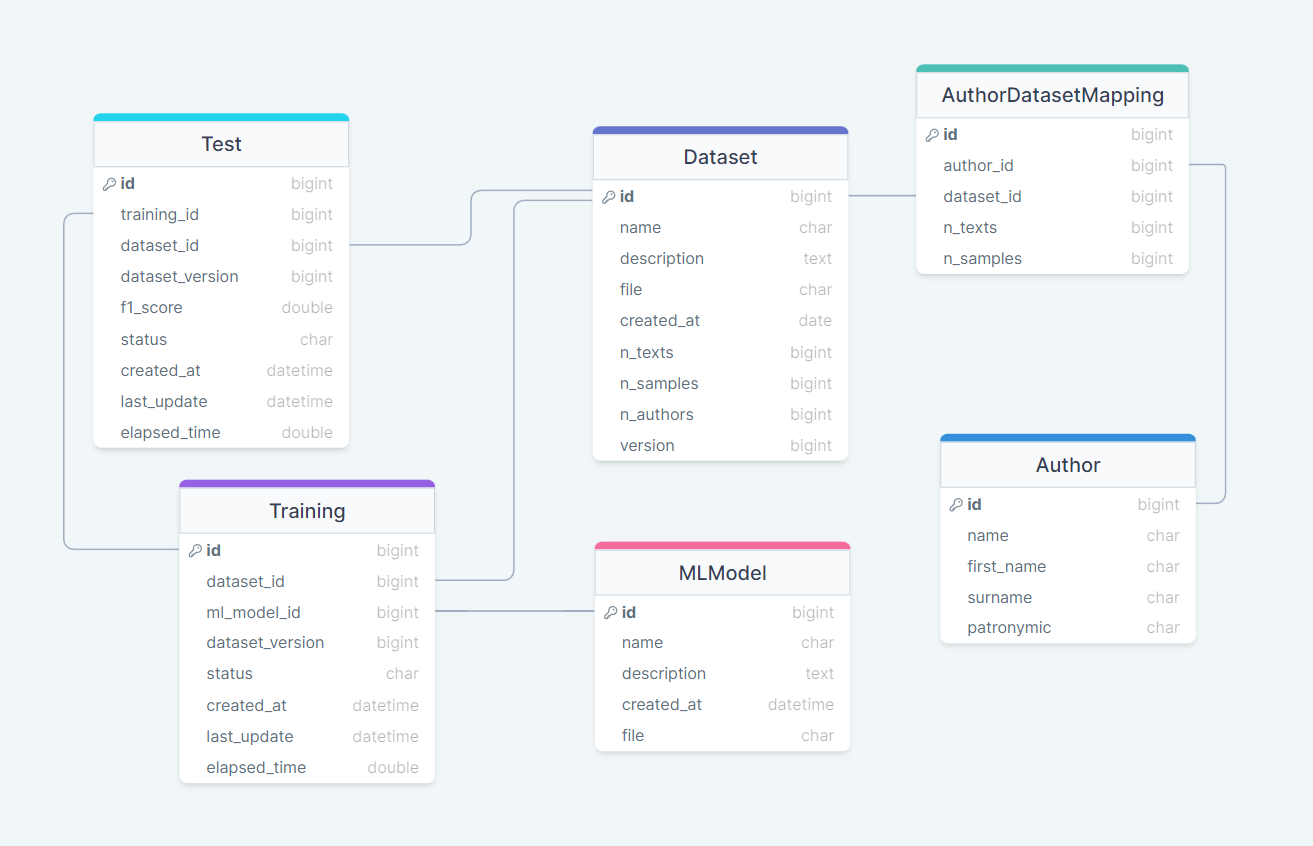 Test
id bigint
training_id bigint
dataset_id bigint
dataset_version bigint
f1_score double
status char
created_at datetime
last_update datetime
elapsed_time double
Training
id bigint
dataset_id bigint
ml_model_id bigint
dataset_version bigint
status char
created_at datetime
last_update datetime
elapsed_time double
Dataset
id bigint
name char
description text
file char
created_at date
n_texts bigint
n_samples bigint
n_authors bigint
version bigint
MLModel
id bigint
name char
description text
created_at datetime
file char
AuthorDatasetMapping
id bigint
author_id bigint
dataset_id bigint
n_texts bigint
n_samples bigint
Author
id bigint
name char
first_name char
surname char
patronymic char